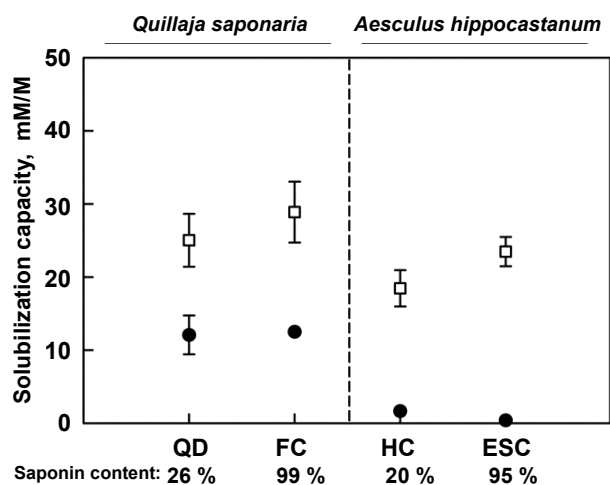 Quillaja saponaria Aesculus hippocastanum
Solubilization capacity, mM/M
50
40
30
20
10
0
QD FC HC ESC
Saponin content: 26 % 99 % 20 % 95 %